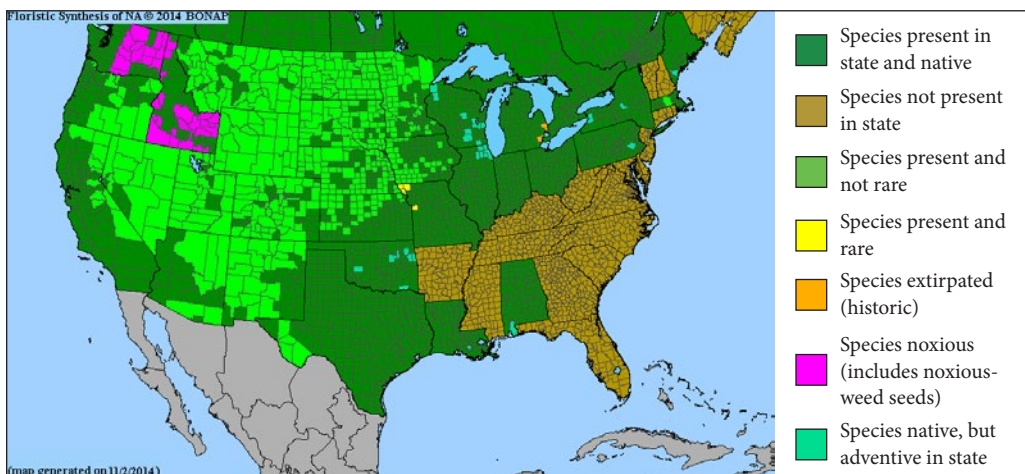 Floristic Synthesis of NA © 2014 BONAP
Species present in
state and native
Species not present
in state
Species present and
not rare
Species present and
rare
Species extirpated
(historic)
Species noxious
(includes noxious-
weed seeds)
Species native, but
adventive in state
(map generated on 11/2/2014)